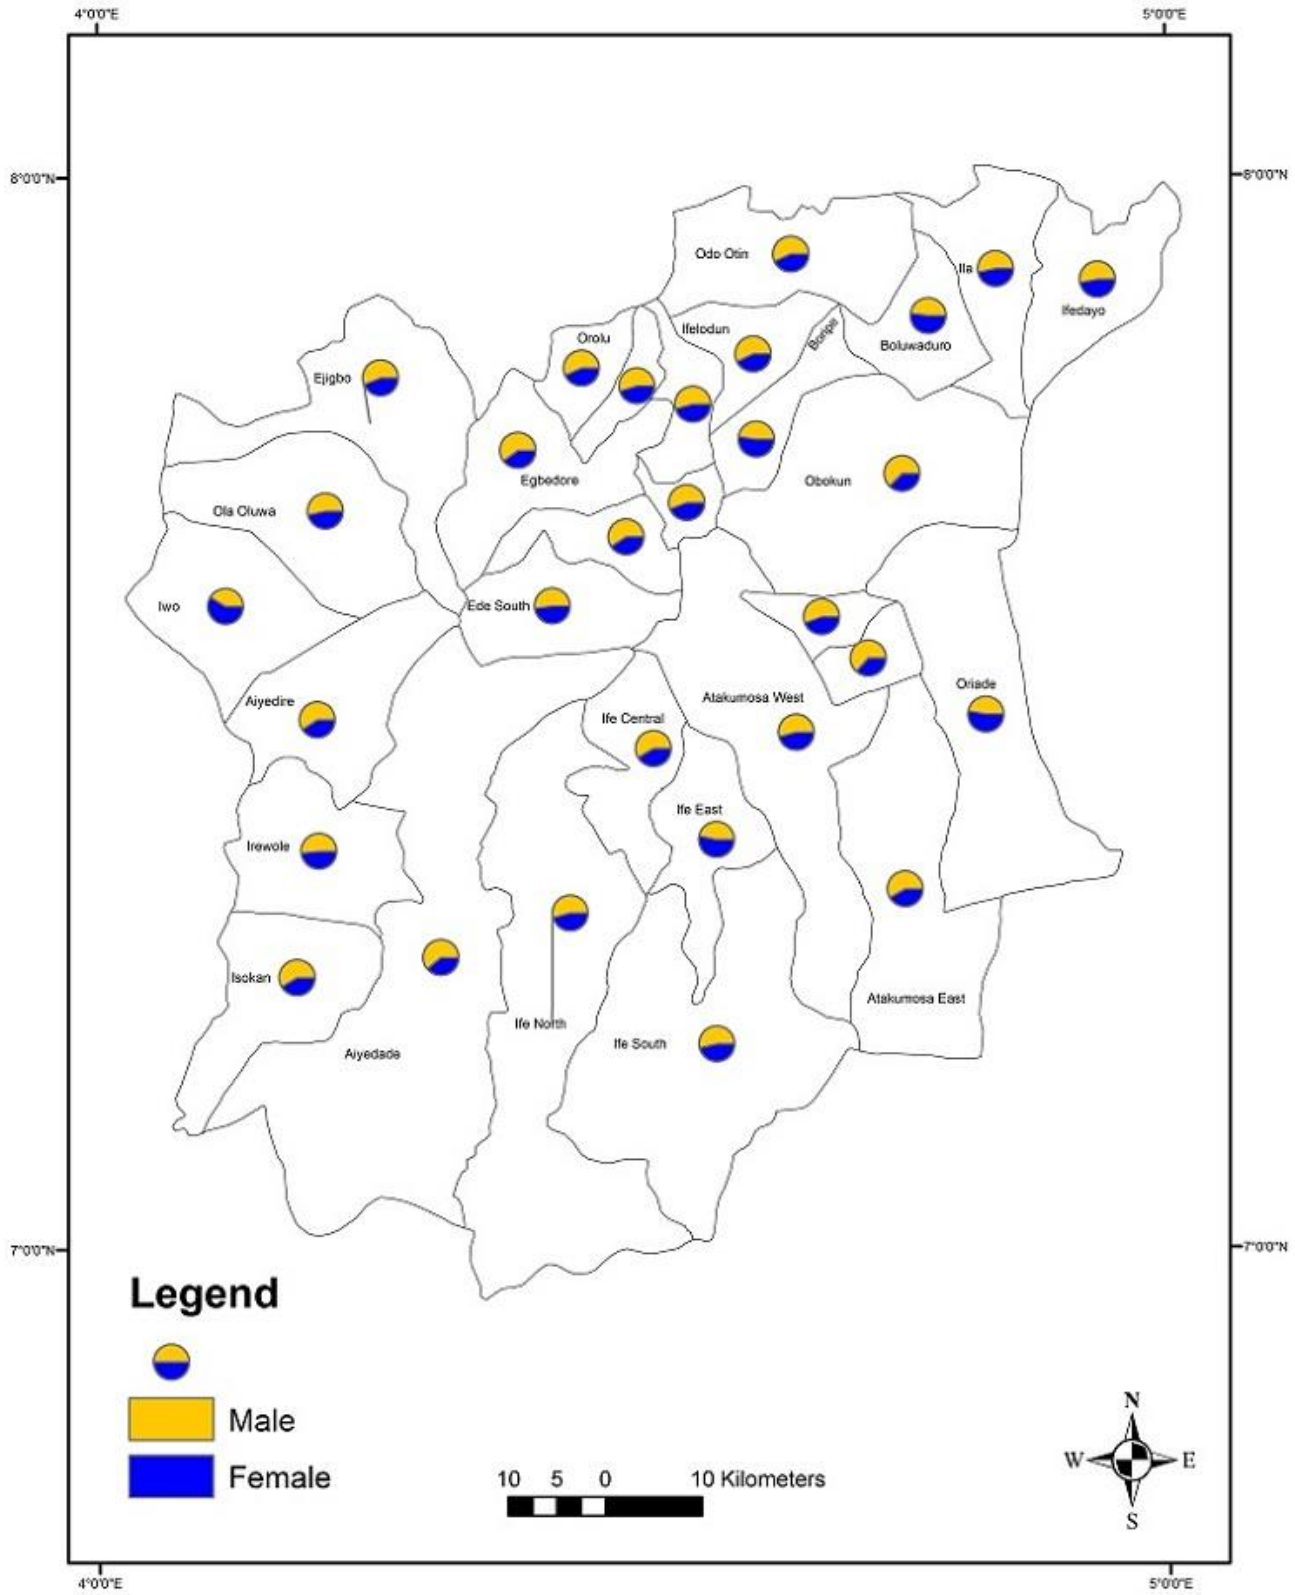 4°0'0"E 5°0'0"E
8°0'0"N 8°0'0"N
Odo Otin
Ila
Ifedayo
Ifelodun
Boripe
Orolu
Boluwaduro
Ejigbo
Egbedore
Obokun
Ola Oluwa
Iwo
Ede South
Oriade
Atakumosa West
Aiyedire
Ife Central
Ife East
Irewole
Isokan
Atakumosa East
Ife North
Ife South
Aiyedade
7°0'0"N 7°0'0"N
Legend
Male
Female
10 5 0 10 Kilometers
N
W E
S
4°0'0"E 5°0'0"E